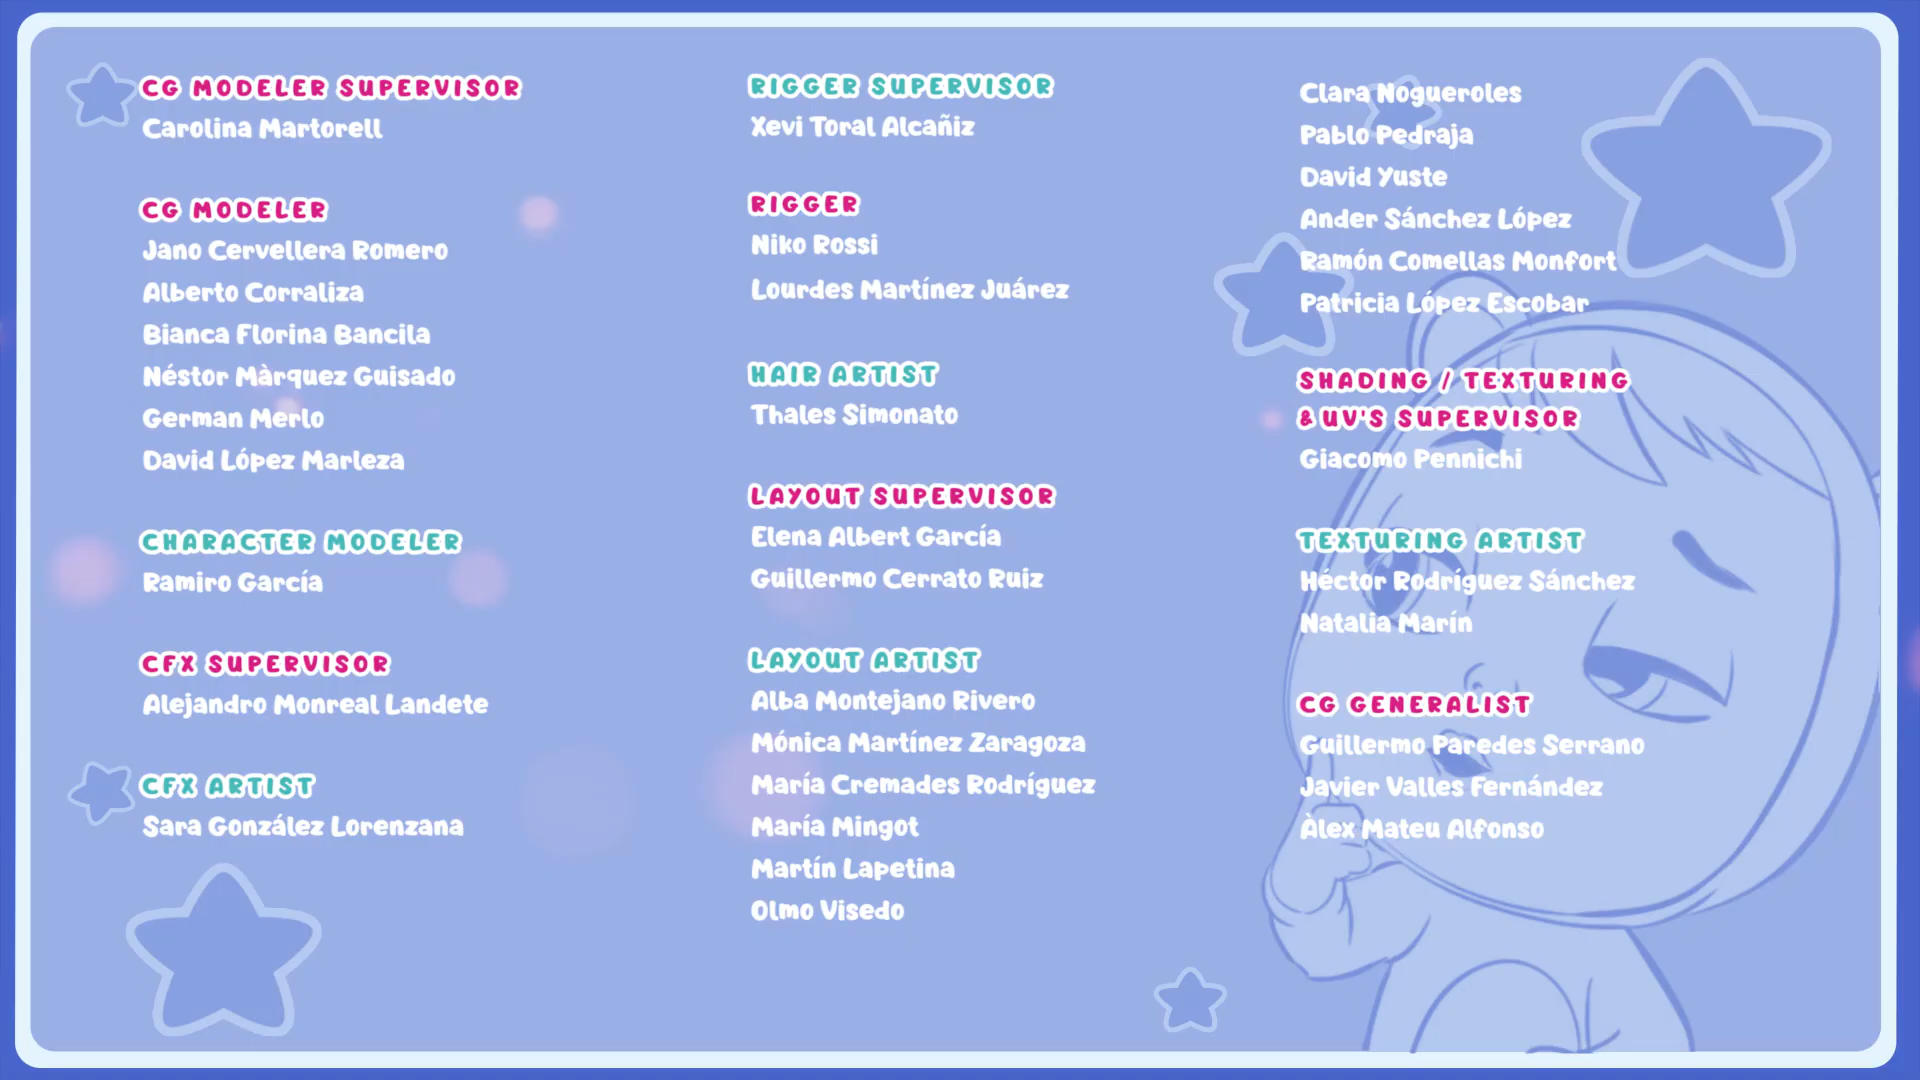 CG MODELER SUPERVISOR
Carolina Martorell
CG MODELER
Jano Cervellera Romero
Alberto Corraliza
Bianca Florina Bancila
Néstor Màrquez Guisado
German Merlo
David López Marleza
CHARACTER MODELER
Ramiro García
CFX SUPERVISOR
Alejandro Monreal Landete
CFX ARTIST
Sara González Lorenzana
RIGGER SUPERVISOR
Xevi Toral Alcañiz
RIGGER
Niko Rossi
Lourdes Martínez Juárez
HAIR ARTIST
Thales Simonato
LAYOUT SUPERVISOR
Elena Albert García
Guillermo Cerrato Ruiz
LAYOUT ARTIST
Alba Montejano Rivero
Mónica Martínez Zaragoza
María Cremades Rodríguez
María Mingot
Martín Lapetina
Olmo Visedo
Clara Nogueroles
Pablo Pedraja
David Yuste
Ander Sánchez López
Ramón Comellas Monfort
Patricia López Escobar
SHADING / TEXTURING
& UV'S SUPERVISOR
Giacomo Pennichi
TEXTURING ARTIST
Héctor Rodríguez Sánchez
Natalia Marín
CG GENERALIST
Guillermo Paredes Serrano
Javier Valles Fernández
Àlex Mateu Alfonso